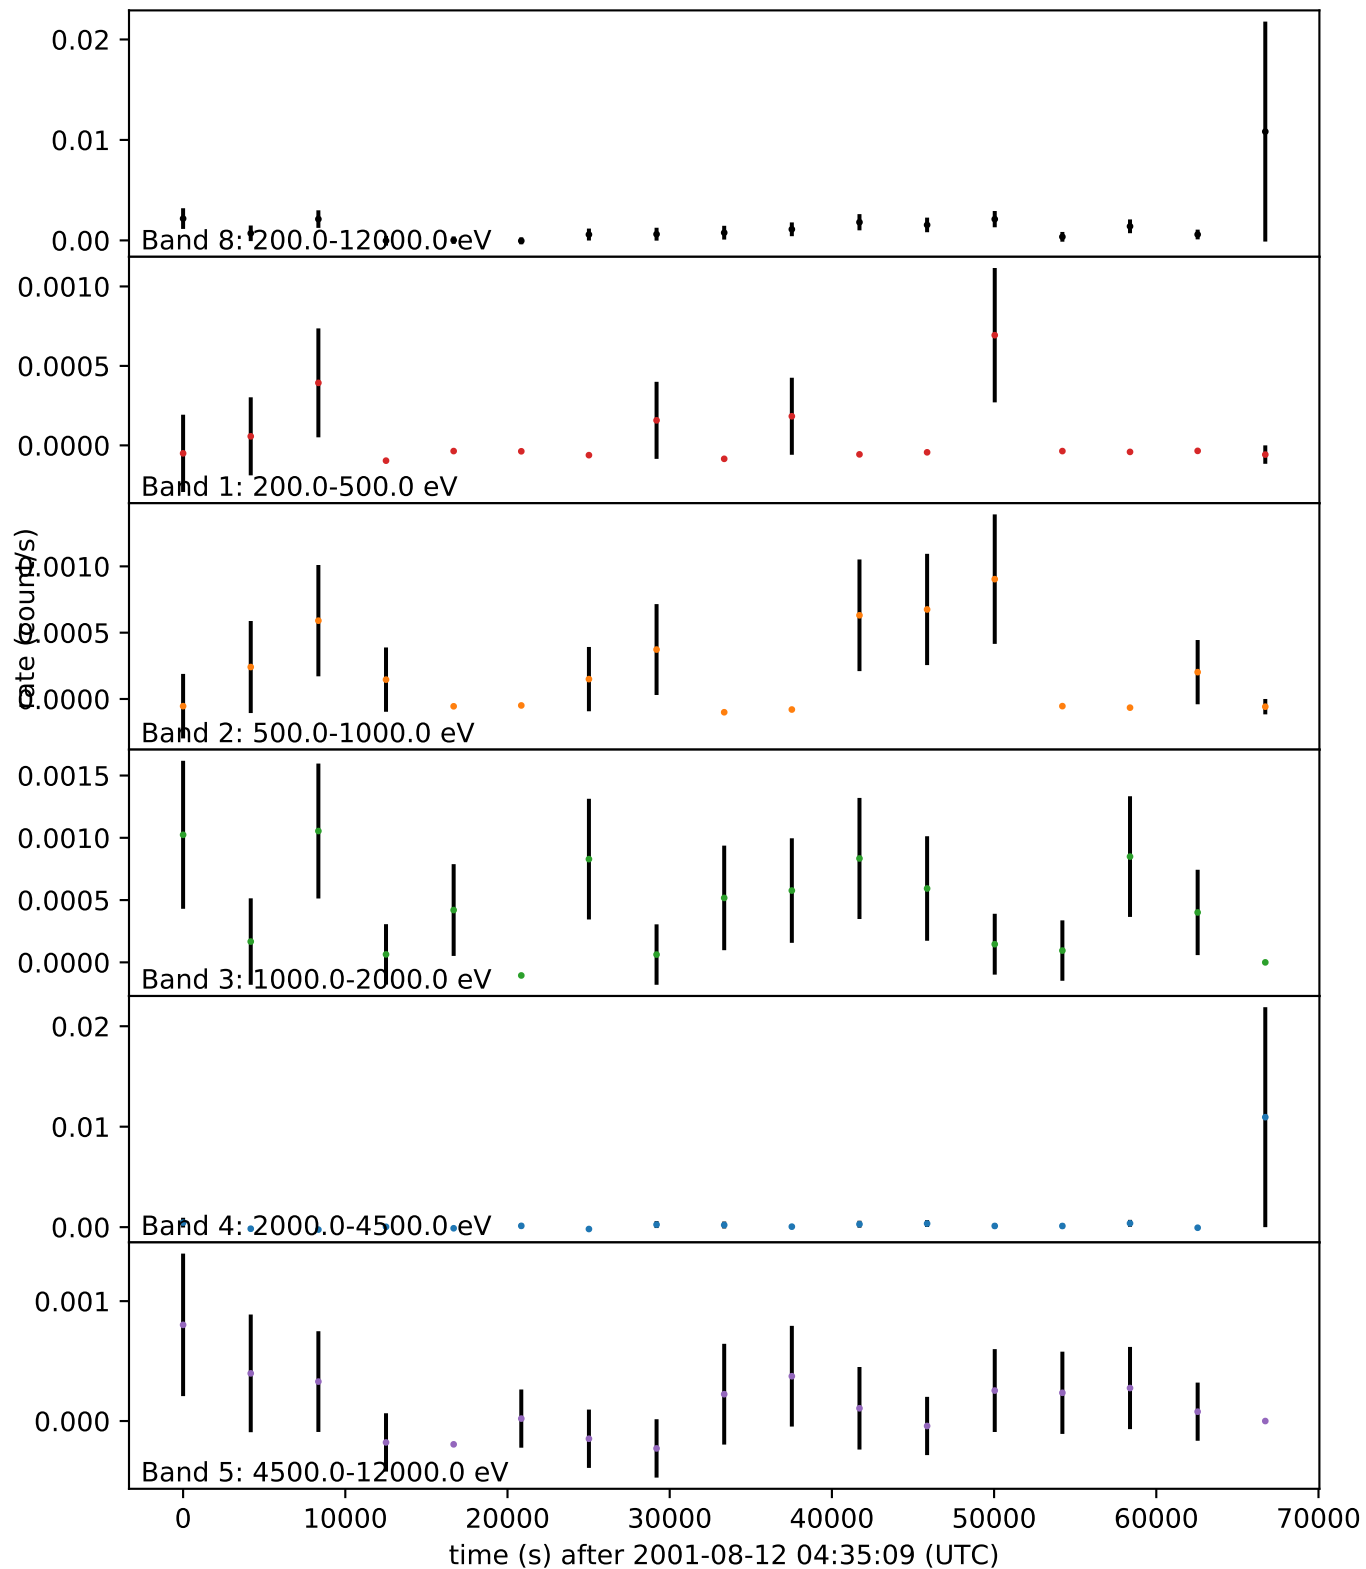 0.02
0.01
0.00
Band 8: 200.0-12000.0 eV
0.0010
0.0005
0.0000
Band 1: 200.0-500.0 eV
rate (count/s)
0.0010
0.0005
0.0000
Band 2: 500.0-1000.0 eV
0.0015
0.0010
0.0005
0.0000
Band 3: 1000.0-2000.0 eV
0.02
0.01
0.00
Band 4: 2000.0-4500.0 eV
0.001
0.000
Band 5: 4500.0-12000.0 eV
0 10000 20000 30000 40000 50000 60000 70000
time (s) after 2001-08-12 04:35:09 (UTC)